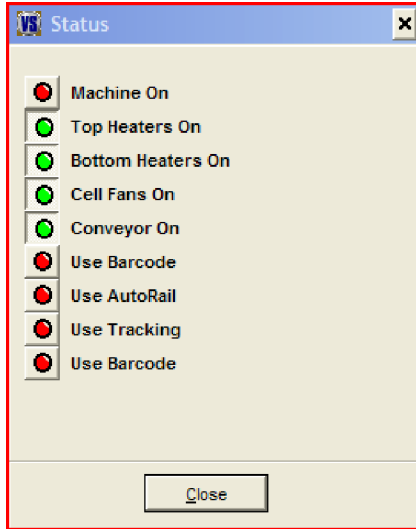 VS Status
Machine On
Top Heaters On
Bottom Heaters On
Cell Fans On
Conveyor On
Use Barcode
Use AutoRail
Use Tracking
Use Barcode
Close